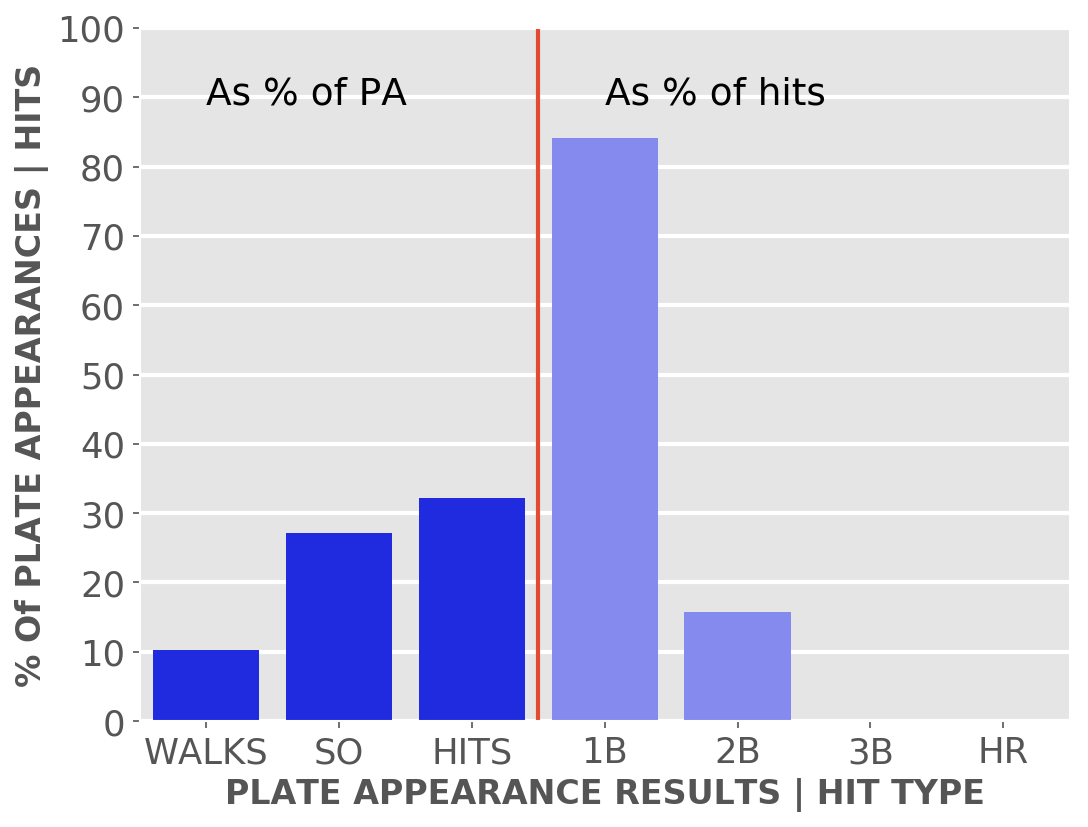 % Of PLATE APPEARANCES | HITS
100
90
80
70
60
50
40
30
20
10
0
As % of PA
As % of hits
WALKS SO HITS 1B 2B 3B HR
PLATE APPEARANCE RESULTS | HIT TYPE